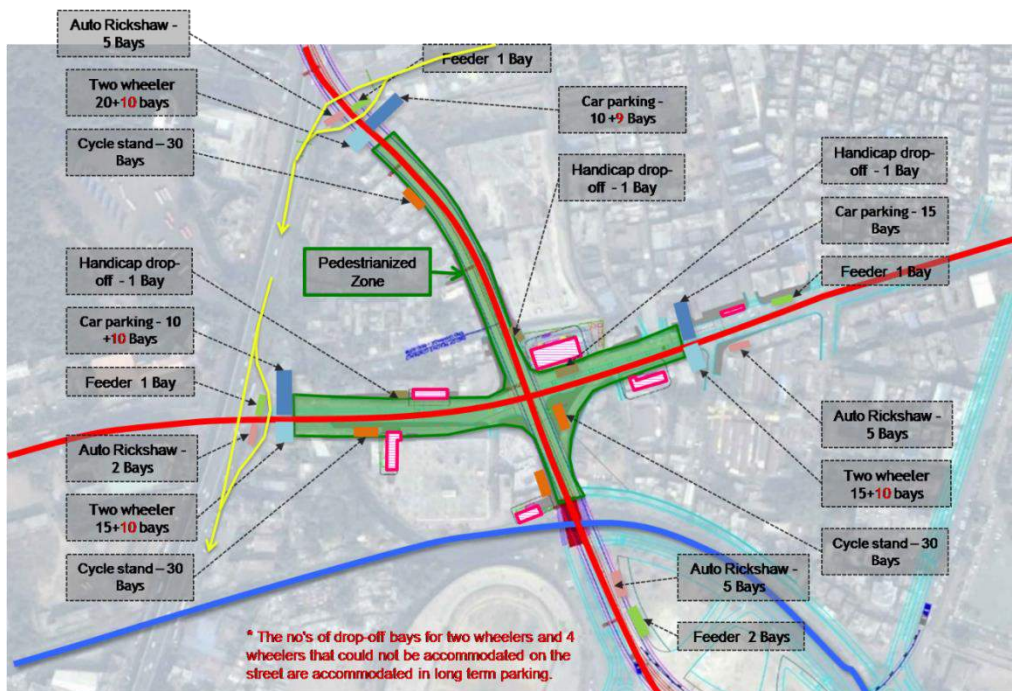 Auto Rickshaw -
5 Bays
Feeder 1 Bay
Two wheeler
20+10 bays
Car parking -
10 +9 Bays
Cycle stand – 30
Bays
Handicap drop-
off - 1 Bay
Handicap drop-
off - 1 Bay
Car parking - 15
Bays
Pedestrianized
Zone
Handicap drop-
off - 1 Bay
Feeder 1 Bay
Car parking - 10
+10 Bays
Feeder 1 Bay
Auto Rickshaw -
2 Bays
Auto Rickshaw -
5 Bays
Two wheeler
15+10 bays
Two wheeler
15+10 bays
Cycle stand – 30
Bays
Cycle stand – 30
Bays
Auto Rickshaw -
5 Bays
Feeder 2 Bays
* The no's of drop-off bays for two wheelers and 4
wheelers that could not be accommodated on the
street are accommodated in long term parking.